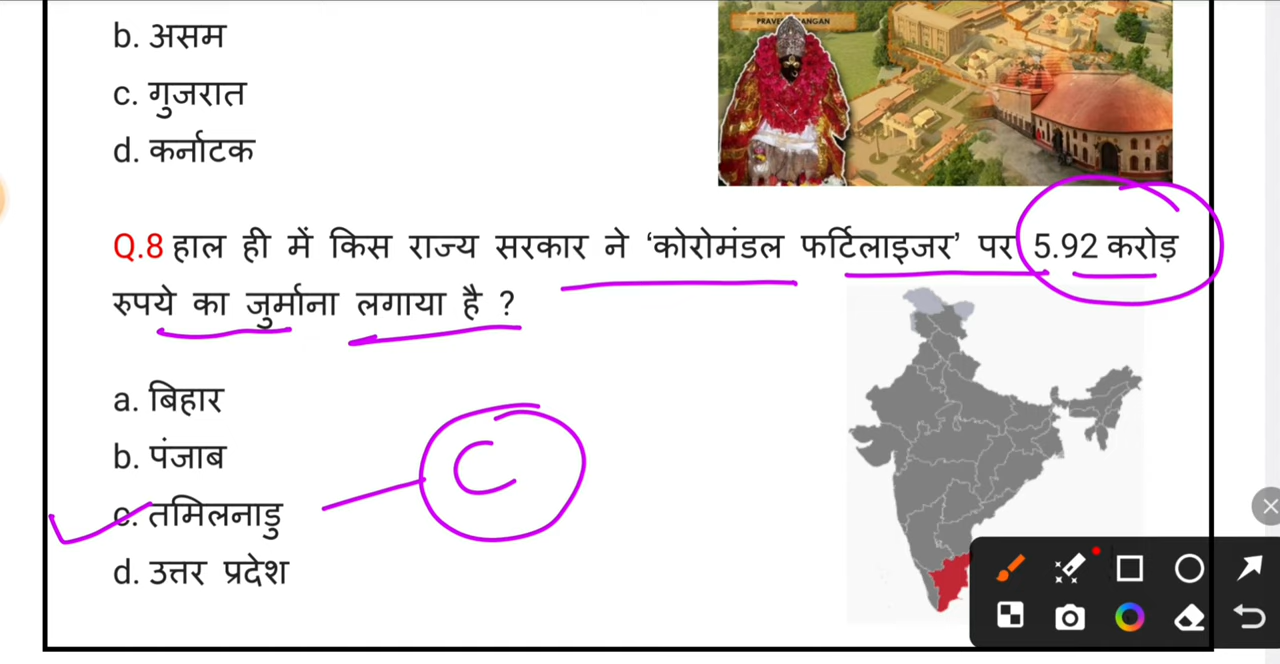 b. असम
c. गुजरात
d. कर्नाटक
Q.8 हाल ही में किस राज्य सरकार ने ‘कोरोमंडल फर्टिलाइजर’ पर 5.92 करोड़
रुपये का जुर्माना लगाया है ?
a. बिहार
b. पंजाब
c. तमिलनाडु
C
d. उत्तर प्रदेश